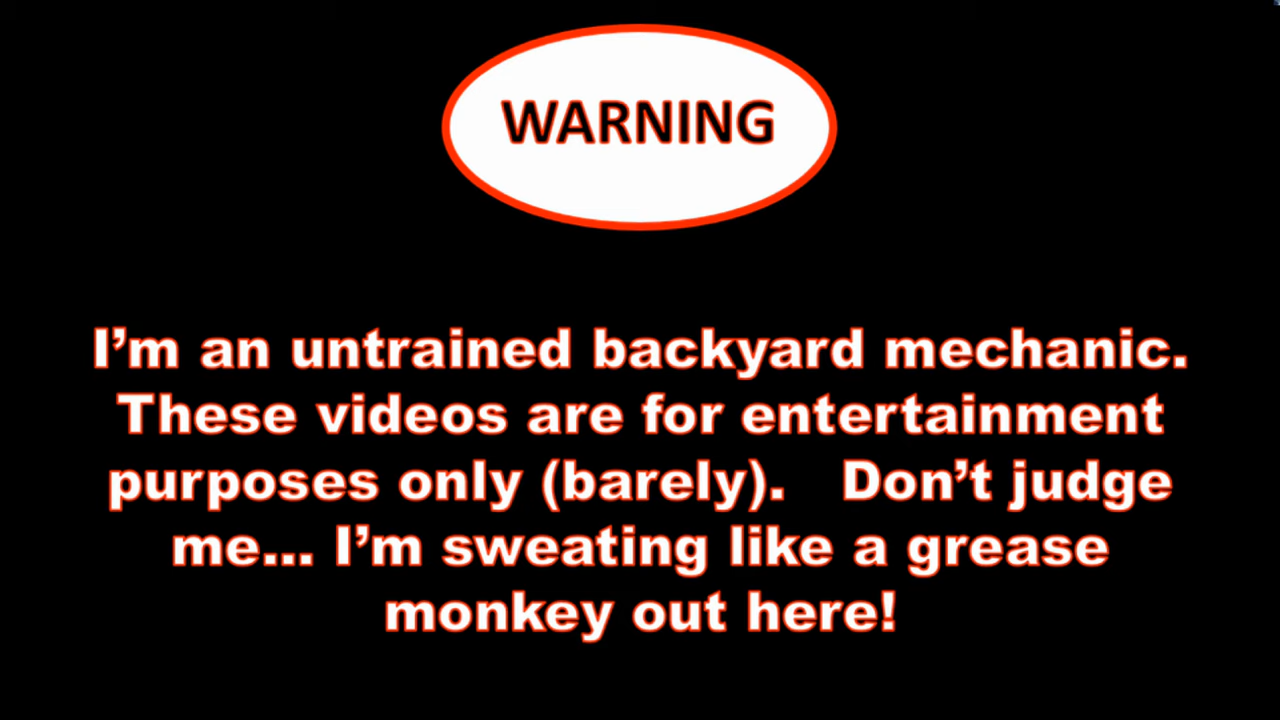 WARNING
I’m an untrained backyard mechanic.
These videos are for entertainment
purposes only (barely).   Don’t judge
me... I’m sweating like a grease
monkey out here!